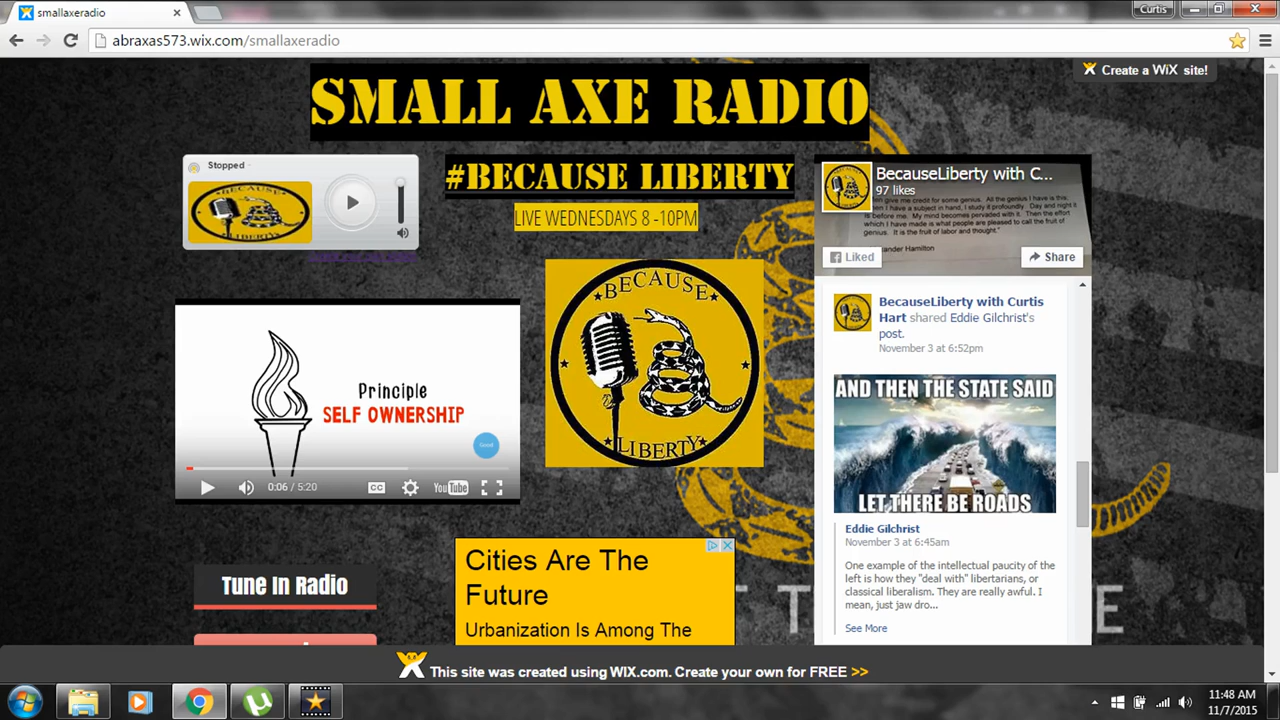 smallaxeradio
Curtis
abraxas573.wix.com/smallaxeradio
Create a WiX site!
SMALL AXE RADIO
#BECAUSE LIBERTY
LIVE WEDNESDAYS 8 -10PM
Stopped
BECAUSE
LIBERTY
BecauseLiberty with C...
97 likes
Alexander Hamilton
Liked
Share
BECAUSE
LIBERTY
Principle
SELF OWNERSHIP
0:06 / 5:20
CC
YouTube
BecauseLiberty with Curtis
Hart shared Eddie Gilchrist's
post.
November 3 at 6:52pm
AND THEN THE STATE SAID
LET THERE BE ROADS
Eddie Gilchrist
November 3 at 6:45am
One example of the intellectual paucity of the
left is how they "deal with" libertarians, or
classical liberalism. They are really awful. I
mean, just jaw dro...
See More
Tune In Radio
Cities Are The
Future
Urbanization Is Among The
This site was created using WIX.com. Create your own for FREE >>
11:48 AM
11/7/2015